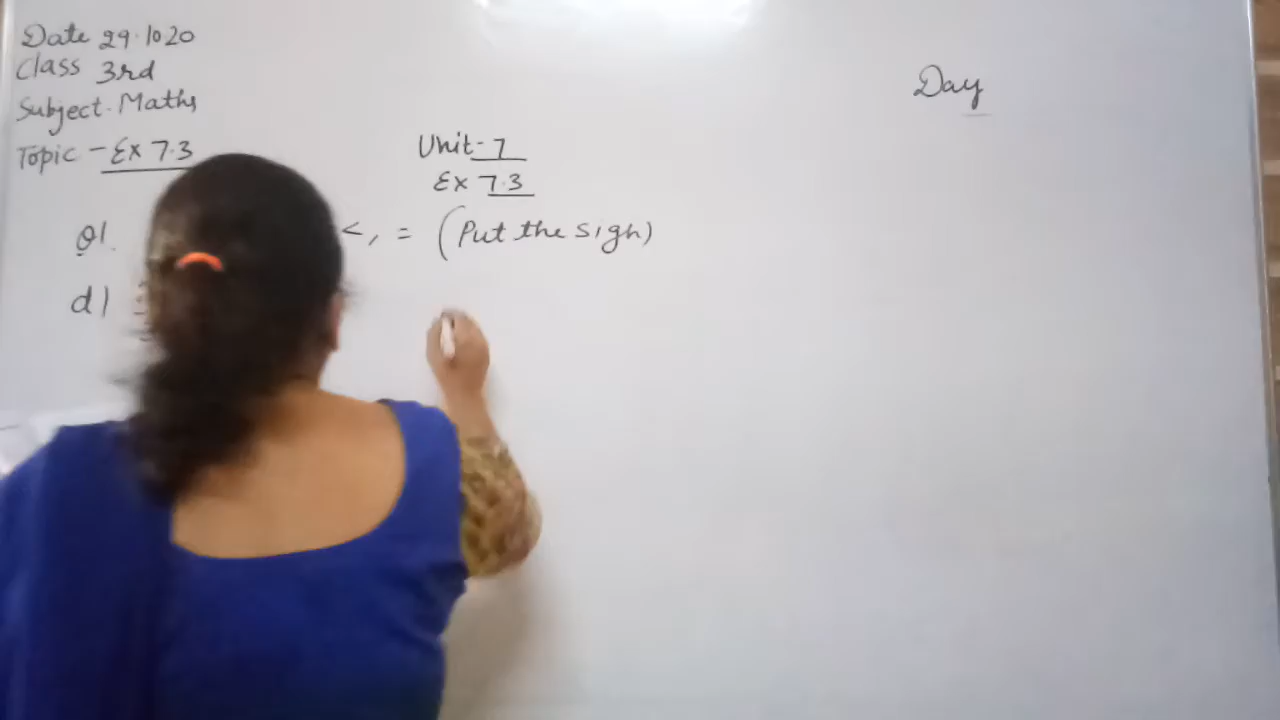 Date 29.10 20
Class 3rd
Subject. Maths
Topic - Ex 7.3
Day
Unit-7
Ex 7.3
Q1. <, = (Put the sign)
d)